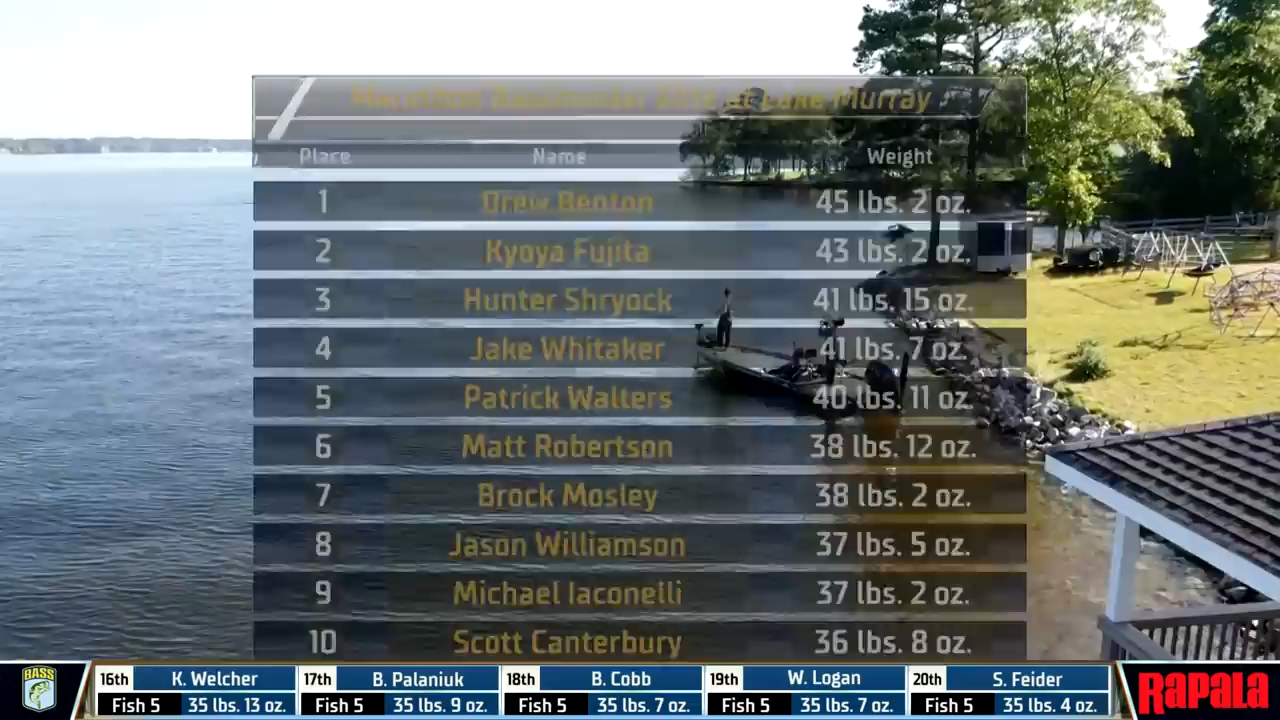 Marathon Bassmaster Elite at Lake Murray
Place Name Weight
1 Drew Benton 45 lbs. 2 oz.
2 Kyoya Fujita 43 lbs. 2 oz.
3 Hunter Shryock 41 lbs. 15 oz.
4 Jake Whitaker 41 lbs. 7 oz.
5 Patrick Walters 40 lbs. 11 oz.
6 Matt Robertson 38 lbs. 12 oz.
7 Brock Mosley 38 lbs. 2 oz.
8 Jason Williamson 37 lbs. 5 oz.
9 Michael Iaconelli 37 lbs. 2 oz.
10 Scott Canterbury 36 lbs. 8 oz.
BASS
16th K. Welcher
Fish 5 35 lbs. 13 oz.
17th B. Palaniuk
Fish 5 35 lbs. 9 oz.
18th B. Cobb
Fish 5 35 lbs. 7 oz.
19th W. Logan
Fish 5 35 lbs. 7 oz.
20th S. Feider
Fish 5 35 lbs. 4 oz.
RAPALA